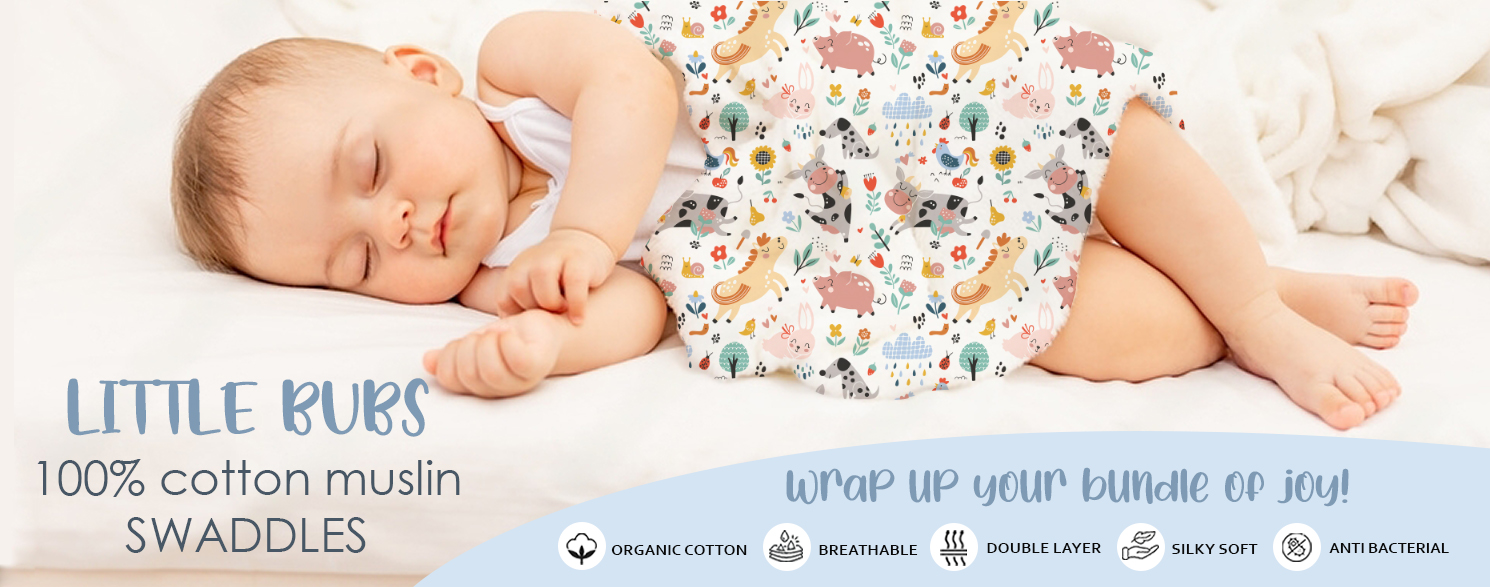 LITTLE BUBS
100% cotton muslin
SWADDLES
wrap up your bundle of joy!
ORGANIC COTTON
BREATHABLE
DOUBLE LAYER
SILKY SOFT
ANTI BACTERIAL